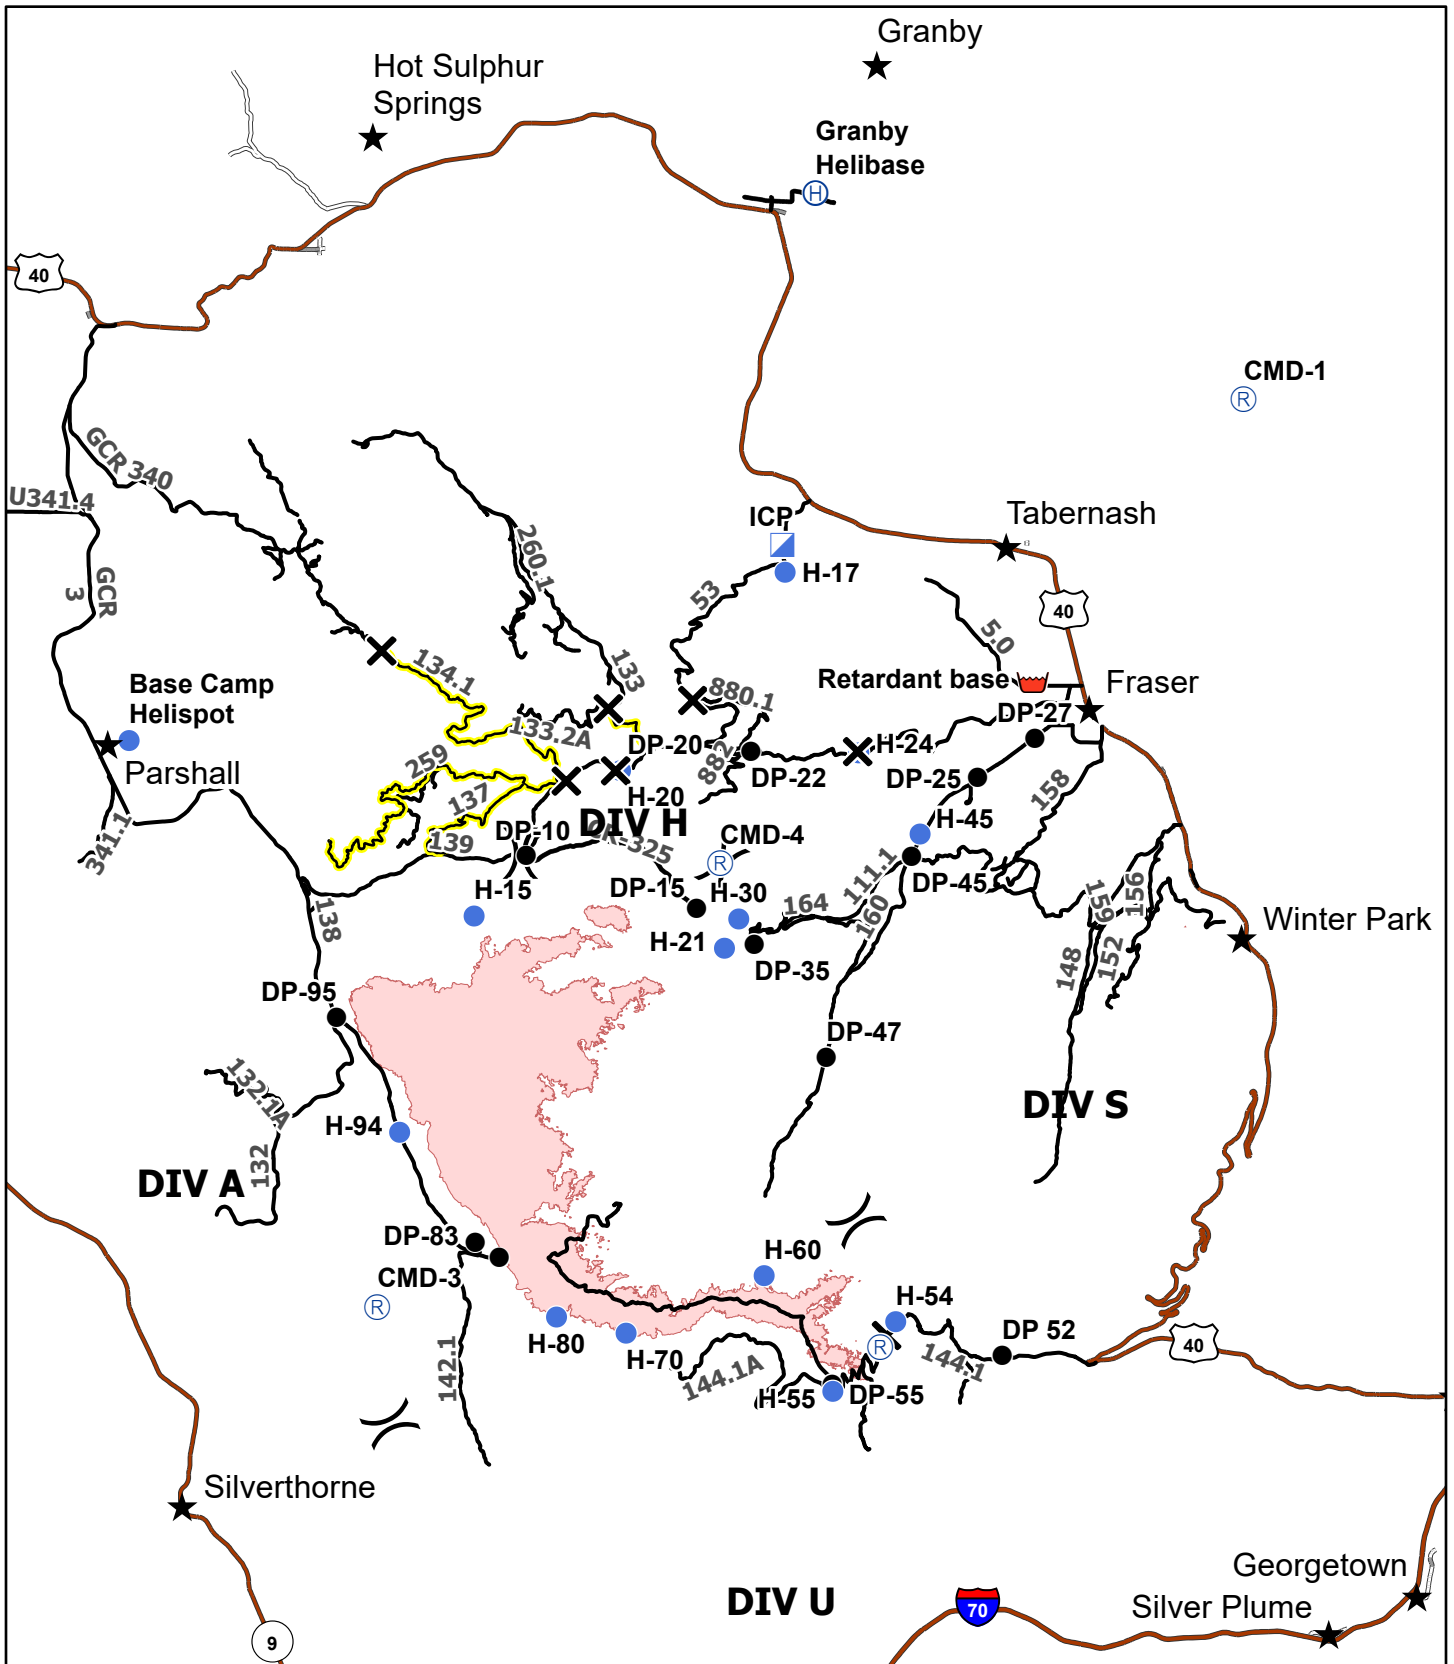 Granby
Hot Sulphur
Springs
Granby
Helibase
H
40
CMD-1
R
GCR 340
U341.4
ICP
Tabernash
260.1
H-17
GCR
3
53
40
5.0
134.1
133
Retardant base
Fraser
Base Camp
Helispot
880.1
DP-27
133.2A
DP-20
H-24
259
882
DP-22
DP-25
Parshall
158
137
H-20
H-45
DIV H
DP-10
CMD-4
341.1
139
CR-325
R
111.1
DP-45
H-15
DP-15
H-30
159
156
164
138
160
Winter Park
H-21
DP-35
152
148
DP-95
DP-47
132.1A
DIV S
H-94
132
DIV A
DP-83
H-60
CMD-3
R
H-54
H-80
H-70
R
DP 52
40
142.1
144.1A
144.1
H-55
DP-55
Silverthorne
Georgetown
DIV U
70
Silver Plume
9